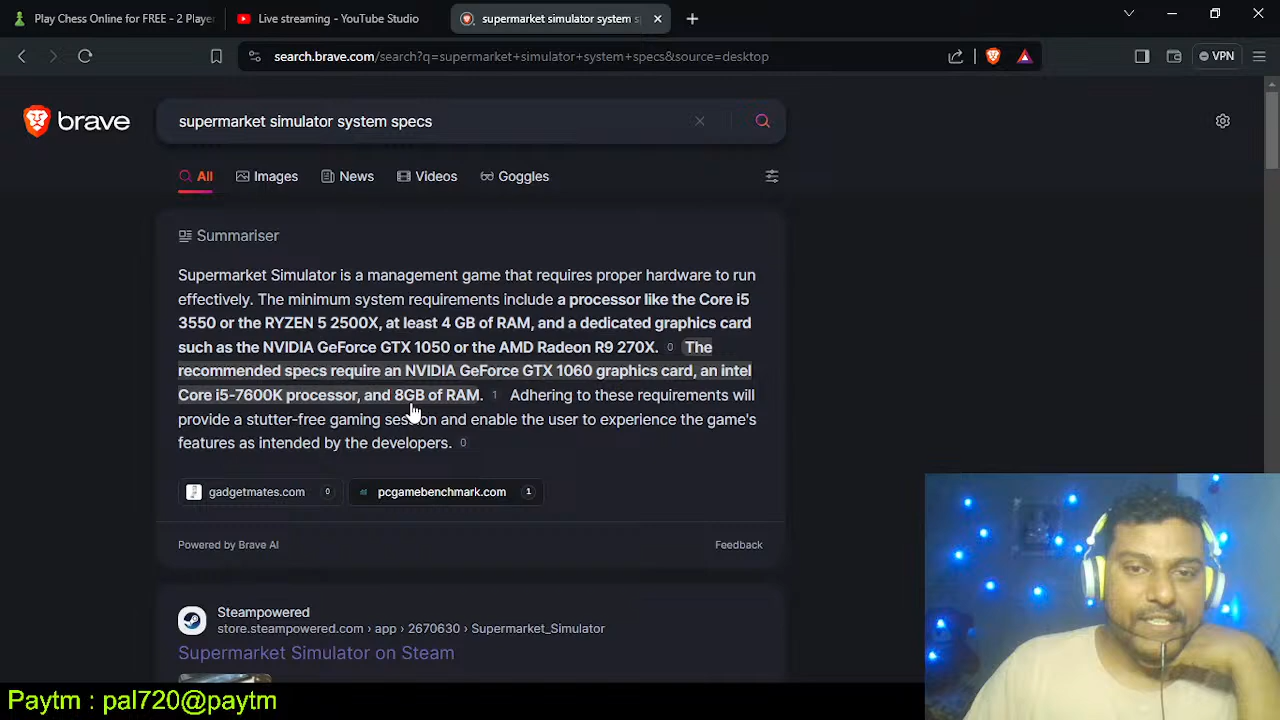 Play Chess Online for FREE - 2 Player
Live streaming - YouTube Studio
supermarket simulator system s
search.brave.com/search?q=supermarket+simulator+system+specs&source=desktop
VPN
brave
supermarket simulator system specs
All
Images
News
Videos
Goggles
Summariser
Supermarket Simulator is a management game that requires proper hardware to run
effectively. The minimum system requirements include a processor like the Core i5
3550 or the RYZEN 5 2500X, at least 4 GB of RAM, and a dedicated graphics card
such as the NVIDIA GeForce GTX 1050 or the AMD Radeon R9 270X. 0 The
recommended specs require an NVIDIA GeForce GTX 1060 graphics card, an intel
Core i5-7600K processor, and 8GB of RAM. 1 Adhering to these requirements will
provide a stutter-free gaming session and enable the user to experience the game's
features as intended by the developers. 0
gadgetmates.com 0
pcgamebenchmark.com 1
Powered by Brave AI
Feedback
Steampowered
store.steampowered.com › app › 2670630 › Supermarket_Simulator
Supermarket Simulator on Steam
Paytm : pal720@paytm